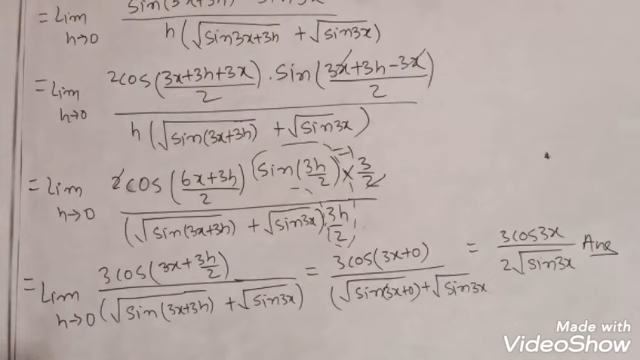 = Lim h→0 sin(3x+3h) - sin3x / h(√sin3x+3h + √sin3x)
= Lim h→0 2cos(3x+3h+3x / 2) . sin(3x+3h-3x / 2) / h(√sin(3x+3h) + √sin3x)
= Lim h→0 2cos(6x+3h / 2) (sin(3h/2) → 1 × 3/2 / (√sin(3x+3h) + √sin3x) 3h/2
= Lim h→0 3cos(3x+3h/2) / (√sin(3x+3h) + √sin3x) = 3cos(3x+0) / (√sin3x+0) + √sin3x = 3cos3x / 2√sin3x Ans
Made with
VideoShow